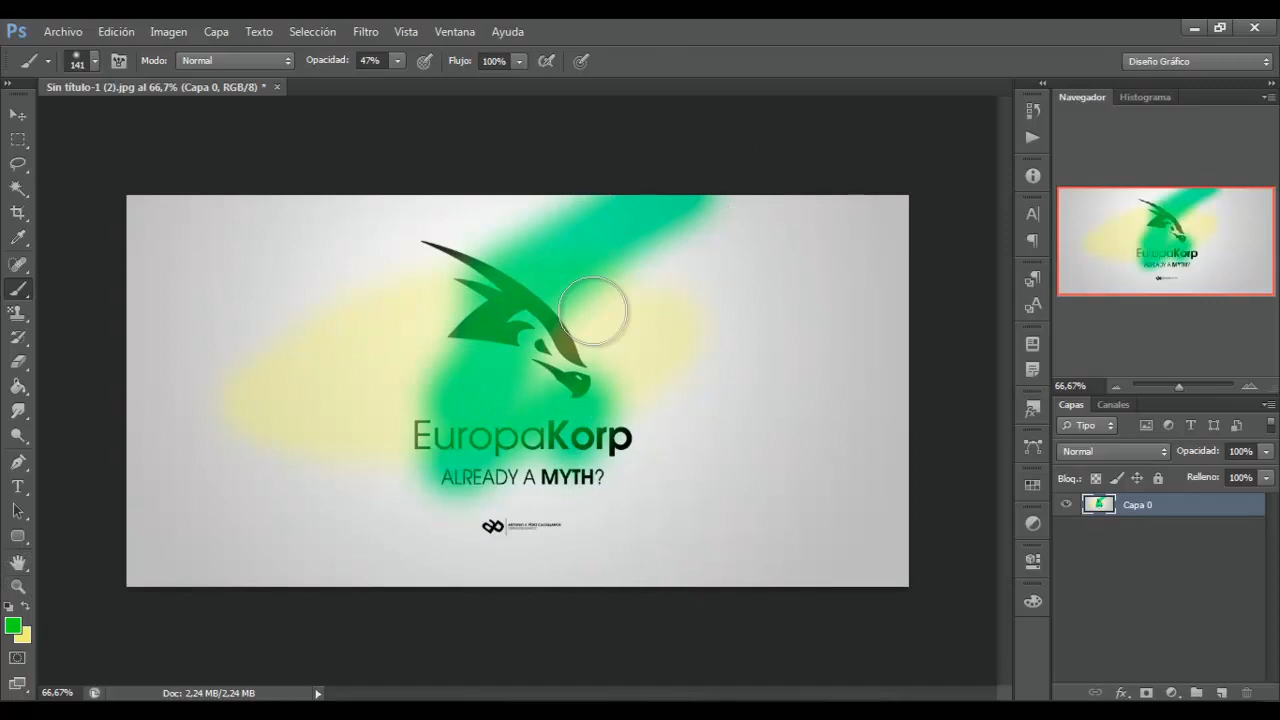 Ps Archivo Edición Imagen Capa Texto Selección Filtro Vista Ventana Ayuda
141 Modo: Normal Opacidad: 47% Flujo: 100% Diseño Gráfico
Sin título-1 (2).jpg al 66,7% (Capa 0, RGB/8) * ×
Navegador Histograma
EuropaKorp
ALREADY A MYTH?
66,67%
Capas Canales
Tipo
Normal Opacidad: 100%
Bloq.: Relleno: 100%
Capa 0
66,67% Doc: 2,24 MB/2,24 MB